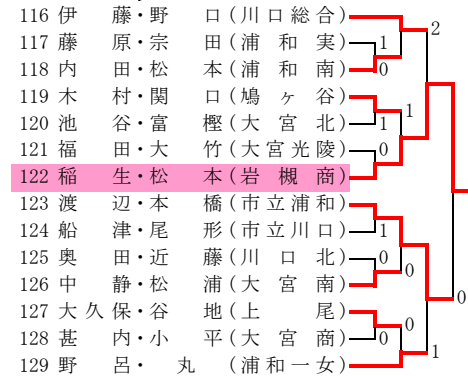 116 伊藤・野口(川口総合)
2
117 藤原・宗田(浦和実)
1
118 内田・松本(浦和南)
0
119 木村・関口(鳩ヶ谷)
1
120 池谷・富樫(大宮北)
1
121 福田・大竹(大宮光陵)
0
122 稲生・松本(岩槻商)
123 渡辺・本橋(市立浦和)
124 船津・尾形(市立川口)
1
125 奥田・近藤(川口北)
0
0
126 中静・松浦(大宮南)
127 大久保・谷地(上尾)
0
0
128 甚内・小平(大宮商)
0
129 野呂・丸(浦和一女)
1